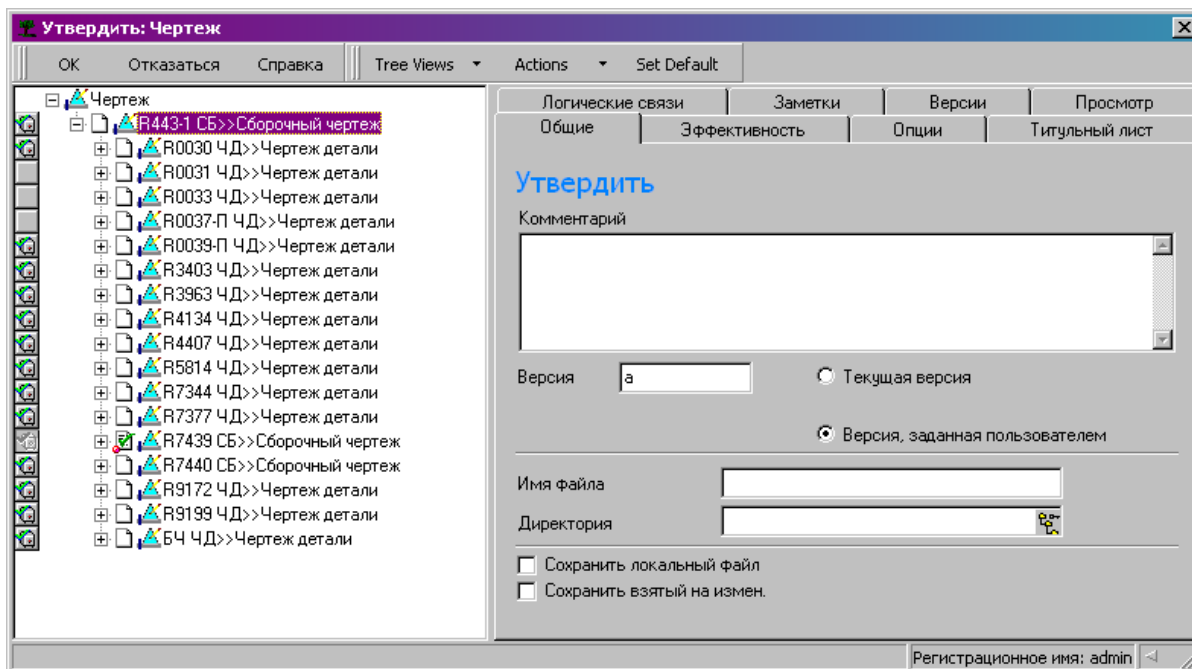 Утвердить: Чертеж
OK Отказаться Справка Tree Views Actions Set Default
Чертеж
R443-1 СБ>>Сборочный чертеж
R0030 ЧД>>Чертеж детали
R0031 ЧД>>Чертеж детали
R0033 ЧД>>Чертеж детали
R0037-П ЧД>>Чертеж детали
R0039-П ЧД>>Чертеж детали
R3403 ЧД>>Чертеж детали
R3963 ЧД>>Чертеж детали
R4134 ЧД>>Чертеж детали
R4407 ЧД>>Чертеж детали
R5814 ЧД>>Чертеж детали
R7344 ЧД>>Чертеж детали
R7377 ЧД>>Чертеж детали
R7439 СБ>>Сборочный чертеж
R7440 СБ>>Сборочный чертеж
R9172 ЧД>>Чертеж детали
R9199 ЧД>>Чертеж детали
БЧ ЧД>>Чертеж детали
Логические связи Заметки Версии Просмотр
Общие Эффективность Опции Титульный лист
Утвердить
Комментарий
Версия a Текущая версия
Версия, заданная пользователем
Имя файла
Директория
Сохранить локальный файл
Сохранить взятый на измен.
Регистрационное имя: admin